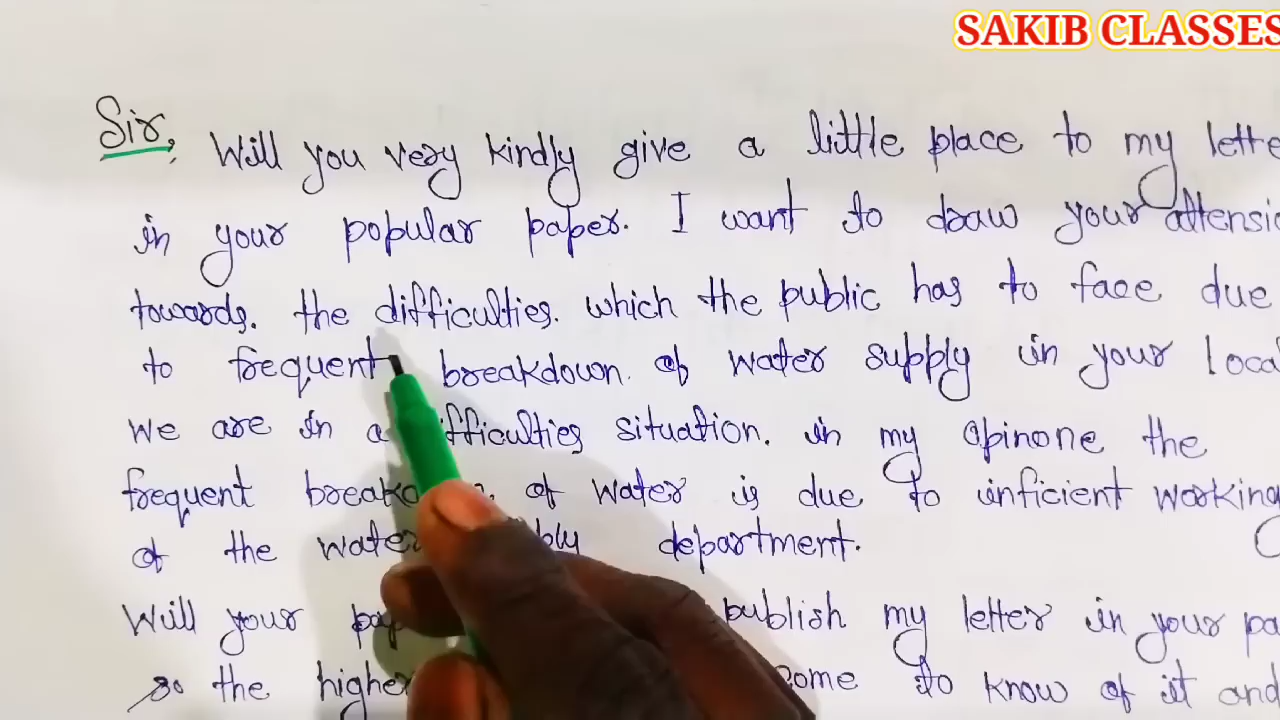 SAKIB CLASSES
Sir, Will you very kindly give a little place to my lette
in your popular paper. I want to draw your attensi
towards. the difficulties. which the public has to face due
to frequent breakdown. of water supply in your local
we are in a difficulties situation. in my opinone the
frequent of water is due to inficient working
of the water department.
Will your publish my letter in your pa
so the higher come to know of it and